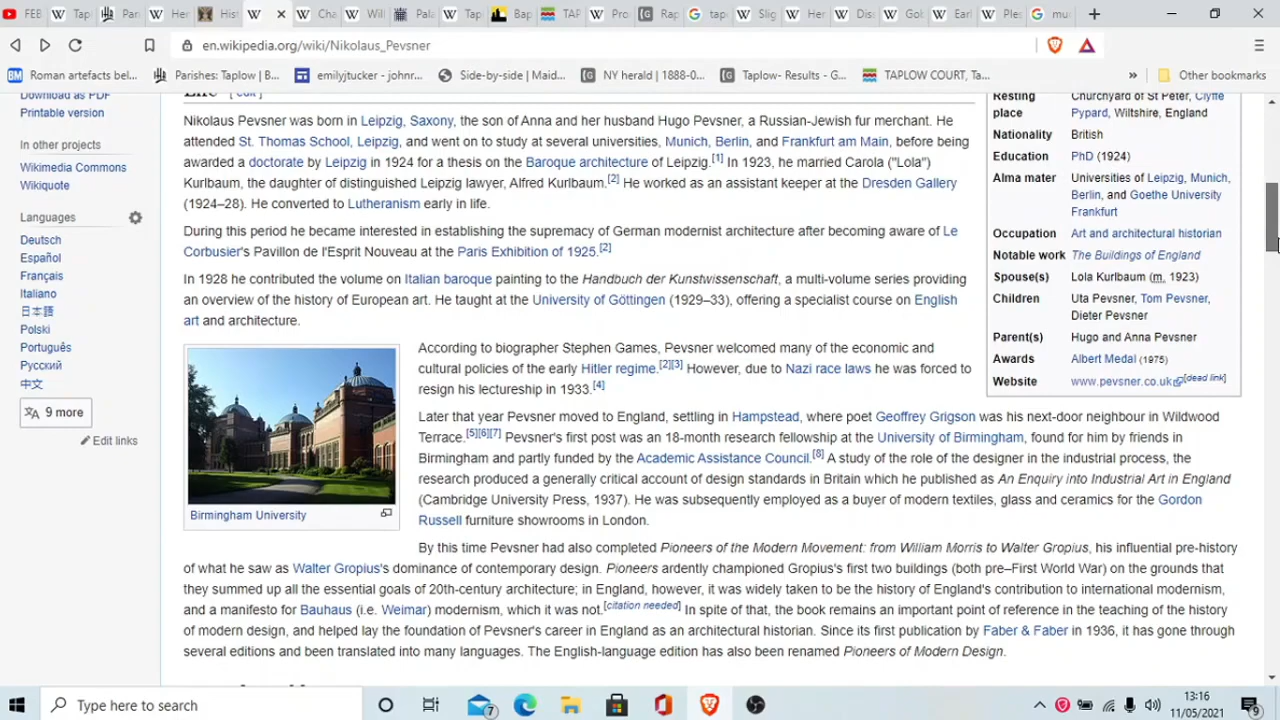 FEB
Tap
Par
Her
Hist
Cha
Will
Pala
Tap
Bap
TAP
Pro
Rap
tap
Slig
Her
Dis
Gol
Earl
Ples
mu
en.wikipedia.org/wiki/Nikolaus_Pevsner
BM Roman artefacts bel...
Parishes: Taplow | B...
emilyjtucker - johnr...
Side-by-side | Maid...
NY herald | 1888-0...
Taplow- Results - G...
TAPLOW COURT, Ta...
»
Other bookmarks
Download as PDF
Printable version
In other projects
Wikimedia Commons
Wikiquote
Languages
Deutsch
Español
Français
Italiano
日本語
Polski
Português
Русский
中文
9 more
Edit links
Life [ edit ]
Nikolaus Pevsner was born in Leipzig, Saxony, the son of Anna and her husband Hugo Pevsner, a Russian-Jewish fur merchant. He
attended St. Thomas School, Leipzig, and went on to study at several universities, Munich, Berlin, and Frankfurt am Main, before being
awarded a doctorate by Leipzig in 1924 for a thesis on the Baroque architecture of Leipzig.[1] In 1923, he married Carola ("Lola")
Kurlbaum, the daughter of distinguished Leipzig lawyer, Alfred Kurlbaum.[2] He worked as an assistant keeper at the Dresden Gallery
(1924–28). He converted to Lutheranism early in life.
During this period he became interested in establishing the supremacy of German modernist architecture after becoming aware of Le
Corbusier's Pavillon de l'Esprit Nouveau at the Paris Exhibition of 1925.[2]
In 1928 he contributed the volume on Italian baroque painting to the Handbuch der Kunstwissenschaft, a multi-volume series providing
an overview of the history of European art. He taught at the University of Göttingen (1929–33), offering a specialist course on English
art and architecture.
According to biographer Stephen Games, Pevsner welcomed many of the economic and
cultural policies of the early Hitler regime.[2][3] However, due to Nazi race laws he was forced to
resign his lectureship in 1933.[4]
Later that year Pevsner moved to England, settling in Hampstead, where poet Geoffrey Grigson was his next-door neighbour in Wildwood
Terrace.[5][6][7] Pevsner's first post was an 18-month research fellowship at the University of Birmingham, found for him by friends in
Birmingham and partly funded by the Academic Assistance Council.[8] A study of the role of the designer in the industrial process, the
research produced a generally critical account of design standards in Britain which he published as An Enquiry into Industrial Art in England
(Cambridge University Press, 1937). He was subsequently employed as a buyer of modern textiles, glass and ceramics for the Gordon
Russell furniture showrooms in London.
Birmingham University
By this time Pevsner had also completed Pioneers of the Modern Movement: from William Morris to Walter Gropius, his influential pre-history
of what he saw as Walter Gropius's dominance of contemporary design. Pioneers ardently championed Gropius's first two buildings (both pre–First World War) on the grounds that
they summed up all the essential goals of 20th-century architecture; in England, however, it was widely taken to be the history of England's contribution to international modernism,
and a manifesto for Bauhaus (i.e. Weimar) modernism, which it was not.[citation needed] In spite of that, the book remains an important point of reference in the teaching of the history
of modern design, and helped lay the foundation of Pevsner's career in England as an architectural historian. Since its first publication by Faber & Faber in 1936, it has gone through
several editions and been translated into many languages. The English-language edition has also been renamed Pioneers of Modern Design.
Resting place Churchyard of St Peter, Clyffe
Pypard, Wiltshire, England
Nationality British
Education PhD (1924)
Alma mater Universities of Leipzig, Munich,
Berlin, and Goethe University
Frankfurt
Occupation Art and architectural historian
Notable work The Buildings of England
Spouse(s) Lola Kurlbaum (m. 1923)
Children Uta Pevsner, Tom Pevsner,
Dieter Pevsner
Parent(s) Hugo and Anna Pevsner
Awards Albert Medal (1975)
Website www.pevsner.co.uk[dead link]
Type here to search
7
13:16
11/05/2021
9